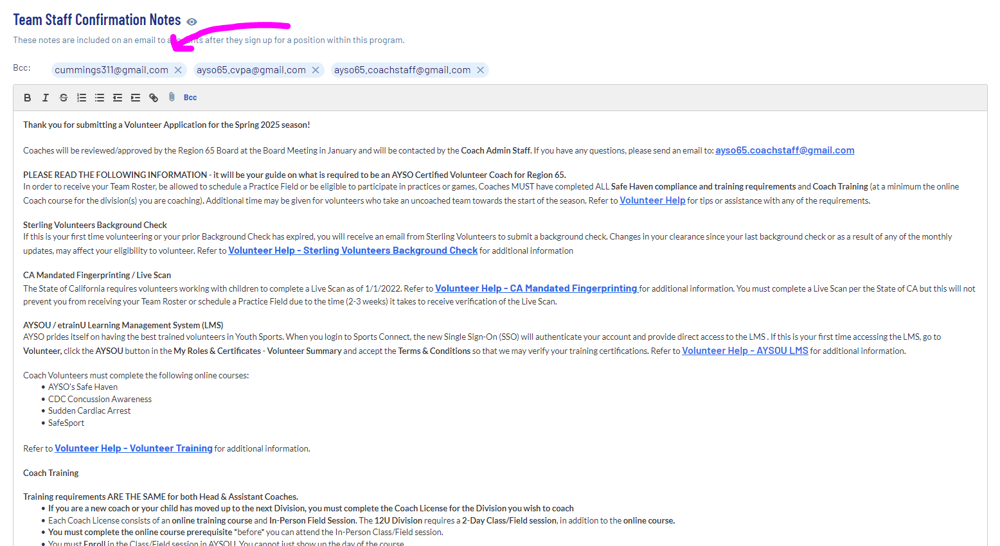 Team Staff Confirmation Notes
These notes are included on an email to after they sign up for a position within this program.
Bcc: cummings311@gmail.com ayso65.cvpa@gmail.com ayso65.coachstaff@gmail.com
B I S Bcc
Thank you for submitting a Volunteer Application for the Spring 2025 season!
Coaches will be reviewed/approved by the Region 65 Board at the Board Meeting in January and will be contacted by the Coach Admin Staff. If you have any questions, please send an email to: ayso65.coachstaff@gmail.com
PLEASE READ THE FOLLOWING INFORMATION - it will be your guide on what is required to be an AYSO Certified Volunteer Coach for Region 65.
In order to receive your Team Roster, be allowed to schedule a Practice Field or be eligible to participate in practices or games, Coaches MUST have completed ALL Safe Haven compliance and training requirements and Coach Training (at a minimum the online
Coach course for the division(s) you are coaching). Additional time may be given for volunteers who take an uncoached team towards the start of the season. Refer to Volunteer Help for tips or assistance with any of the requirements.
Sterling Volunteers Background Check
If this is your first time volunteering or your prior Background Check has expired, you will receive an email from Sterling Volunteers to submit a background check. Changes in your clearance since your last background check or as a result of any of the monthly
updates, may affect your eligibility to volunteer. Refer to Volunteer Help - Sterling Volunteers Background Check for additional information
CA Mandated Fingerprinting / Live Scan
The State of California requires volunteers working with children to complete a Live Scan as of 1/1/2022. Refer to Volunteer Help - CA Mandated Fingerprinting for additional information. You must complete a Live Scan per the State of CA but this will not
prevent you from receiving your Team Roster or schedule a Practice Field due to the time (2-3 weeks) it takes to receive verification of the Live Scan.
AYSOU / etrainU Learning Management System (LMS)
AYSO prides itself on having the best trained volunteers in Youth Sports. When you login to Sports Connect, the new Single Sign-On (SSO) will authenticate your account and provide direct access to the LMS . If this is your first time accessing the LMS, go to
Volunteer, click the AYSOU button in the My Roles & Certificates - Volunteer Summary and accept the Terms & Conditions so that we may verify your training certifications. Refer to Volunteer Help - AYSOU LMS for additional information.
Coach Volunteers must complete the following online courses:
• AYSO's Safe Haven
• CDC Concussion Awareness
• Sudden Cardiac Arrest
• SafeSport
Refer to Volunteer Help - Volunteer Training for additional information.
Coach Training
Training requirements ARE THE SAME for both Head & Assistant Coaches.
• If you are a new coach or your child has moved up to the next Division, you must complete the Coach License for the Division you wish to coach
• Each Coach License consists of an online training course and In-Person Field Session. The 12U Division requires a 2-Day Class/Field session, in addition to the online course.
• You must complete the online course prerequisite *before* you can attend the In-Person Class/Field session.
• You must Enroll in the Class/Field session in AYSOU. You cannot just show up the day of the course.